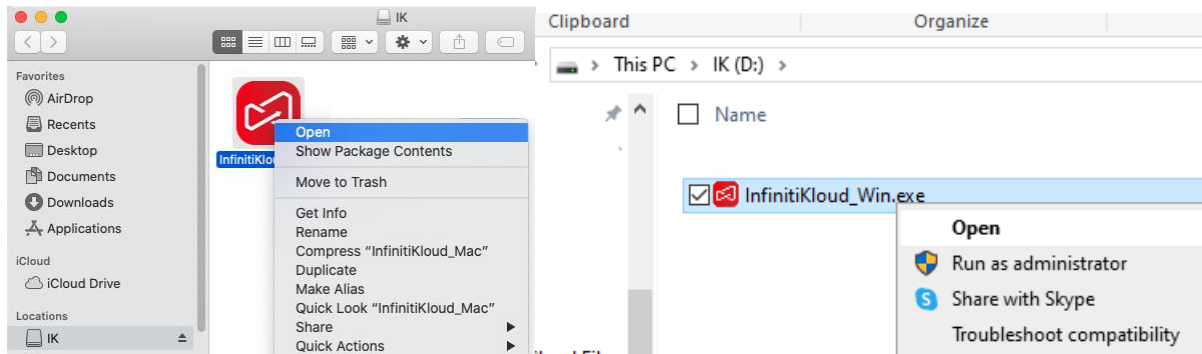 IK
Favorites
AirDrop
Recents
Desktop
Documents
Downloads
Applications
iCloud
iCloud Drive
Locations
IK
Open
Show Package Contents
Move to Trash
Get Info
Rename
Compress “InfinitiKloud_Mac”
Duplicate
Make Alias
Quick Look “InfinitiKloud_Mac”
Share
Quick Actions
Clipboard
Organize
This PC > IK (D:) >
Name
InfinitiKloud_Win.exe
Open
Run as administrator
Share with Skype
Troubleshoot compatibility